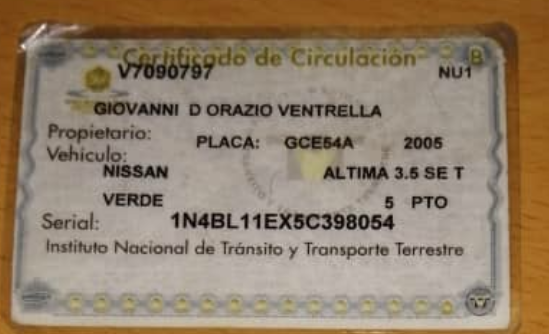 Certificado de Circulación B
V7090797 NU1
GIOVANNI D ORAZIO VENTRELLA
Propietario:
PLACA: GCE54A 2005
Vehículo:
NISSAN ALTIMA 3.5 SE T
VERDE 5 PTO
Serial: 1N4BL11EX5C398054
Instituto Nacional de Tránsito y Transporte Terrestre